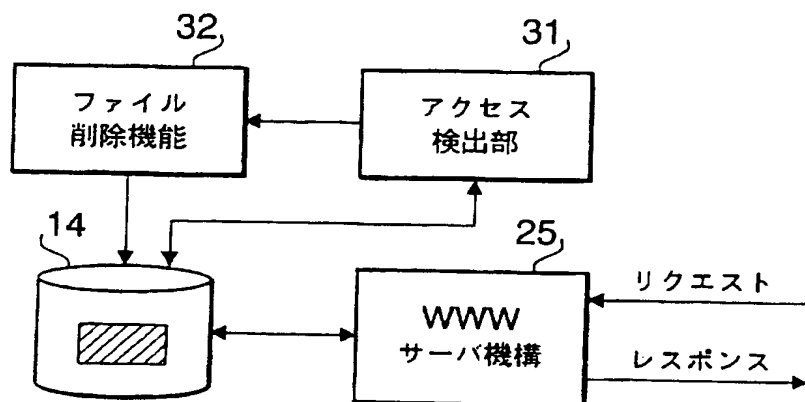 32
31
ファイル
削除機能
アクセス
検出部
14
25
WWW
サーバ機構
リクエスト
レスポンス